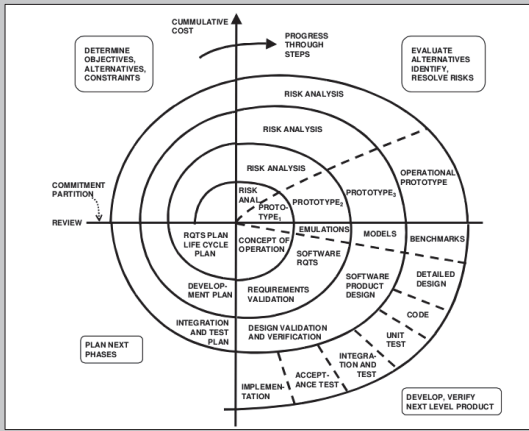 CUMMULATIVE
COST
PROGRESS
THROUGH
STEPS
DETERMINE
OBJECTIVES,
ALTERNATIVES,
CONSTRAINTS
EVALUATE
ALTERNATIVES
IDENTIFY,
RESOLVE RISKS
RISK ANALYSIS
RISK ANALYSIS
RISK ANALYSIS
RISK
ANAL.
PROTO-
TYPE1
PROTOTYPE2
PROTOTYPE3
OPERATIONAL
PROTOTYPE
COMMITMENT
PARTITION
REVIEW
RQTS PLAN
LIFE CYCLE
PLAN
CONCEPT OF
OPERATION
EMULATIONS
MODELS
BENCHMARKS
SOFTWARE
RQTS
SOFTWARE
PRODUCT
DESIGN
DETAILED
DESIGN
DEVELOP-
MENT PLAN
REQUIREMENTS
VALIDATION
CODE
INTEGRATION
AND TEST
PLAN
DESIGN VALIDATION
AND VERIFICATION
UNIT
TEST
INTEGRA-
TION AND
TEST
ACCEPT-
ANCE TEST
IMPLEMEN-
TATION
PLAN NEXT
PHASES
DEVELOP, VERIFY
NEXT LEVEL PRODUCT